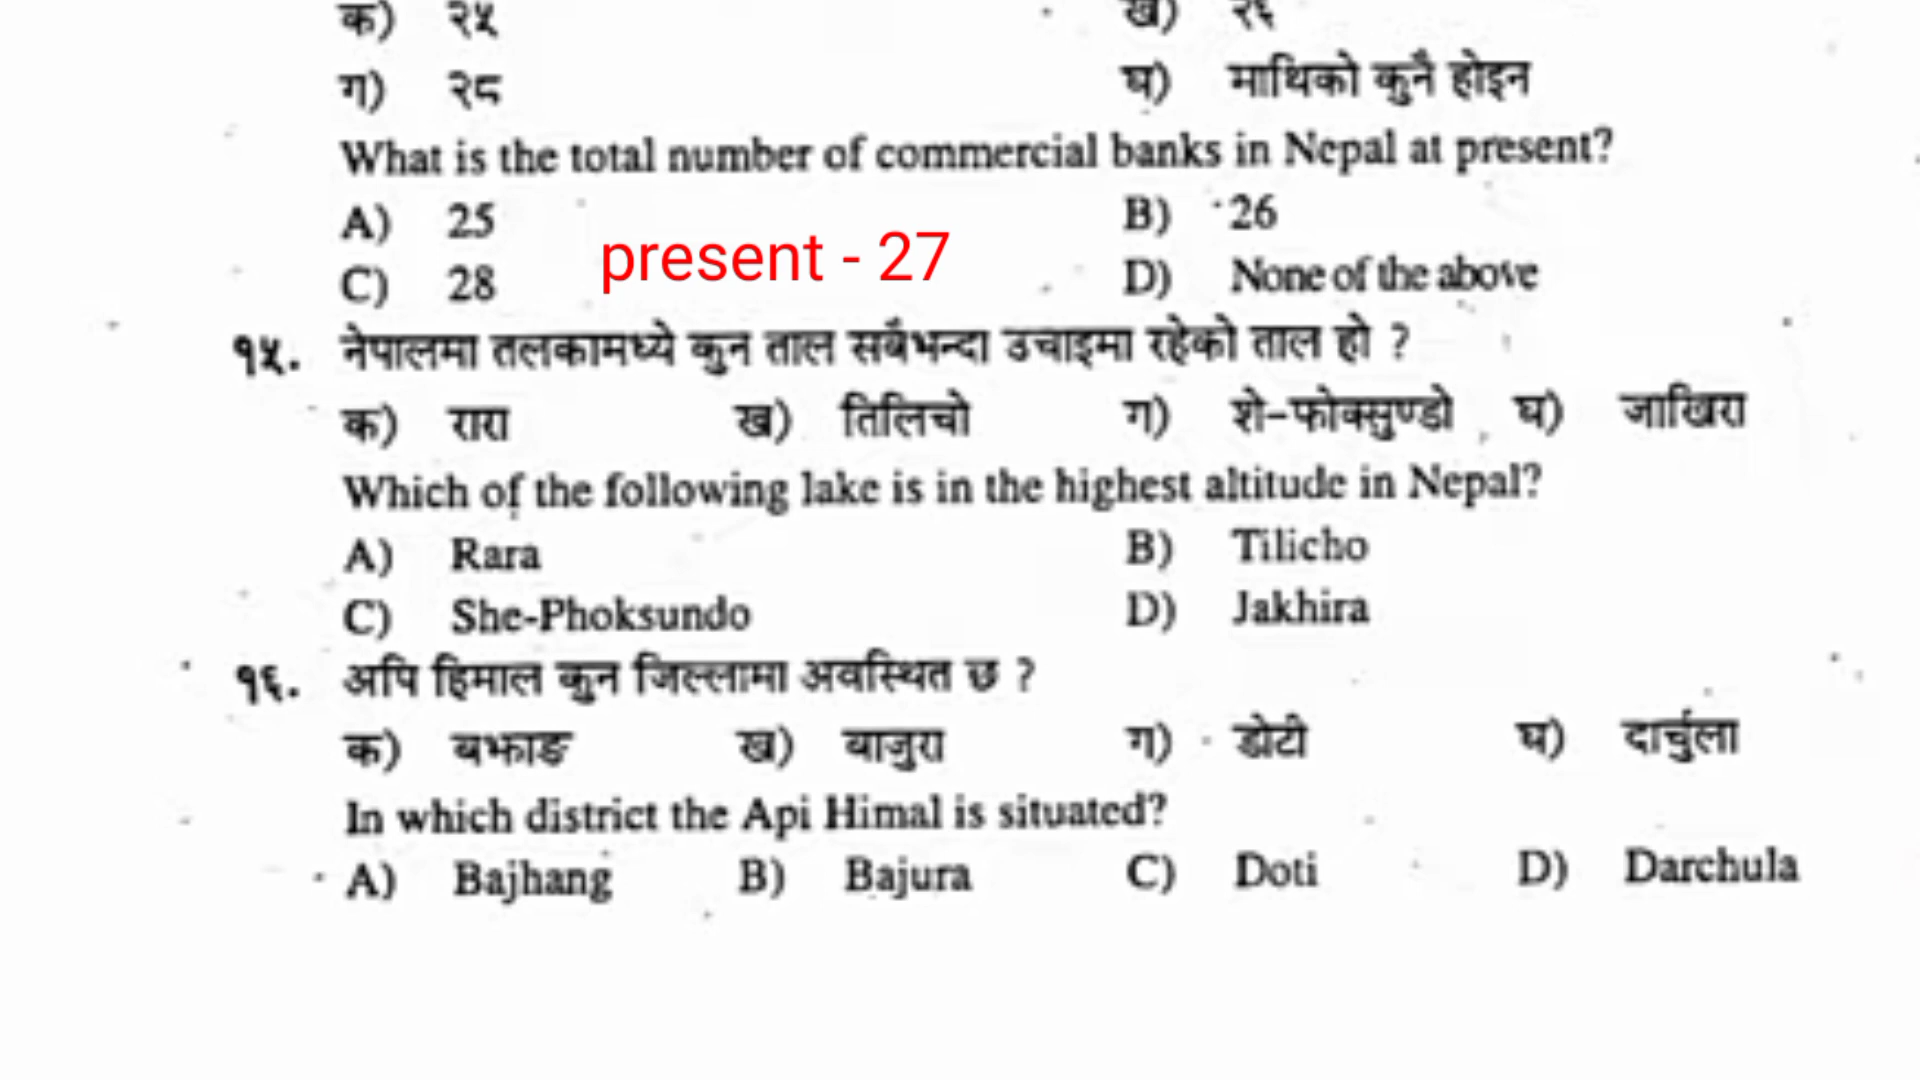 क) २५ ख) २६
ग) २८ घ) माथिको कुनै होइन
What is the total number of commercial banks in Nepal at present?
A) 25 B) 26
present - 27
C) 28 D) None of the above
१५. नेपालमा तलकामध्ये कुन ताल सबैभन्दा उचाइमा रहेको ताल हो ?
क) रारा ख) तिलिचो ग) शे-फोक्सुण्डो घ) जाखिरा
Which of the following lake is in the highest altitude in Nepal?
A) Rara B) Tilicho
C) She-Phoksundo D) Jakhira
१६. अपि हिमाल कुन जिल्लामा अवस्थित छ ?
क) बझाङ ख) बाजुरा ग) डोटी घ) दार्चुला
In which district the Api Himal is situated?
A) Bajhang B) Bajura C) Doti D) Darchula